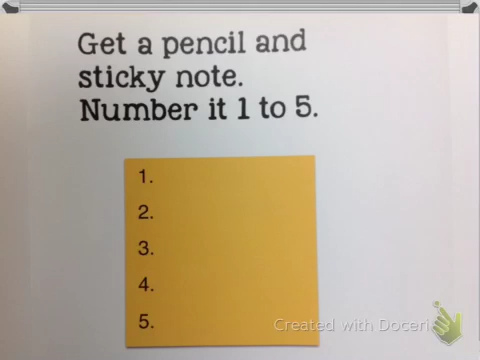 Get a pencil and
sticky note.
Number it 1 to 5.
1.
2.
3.
4.
5.
Created with Doceri